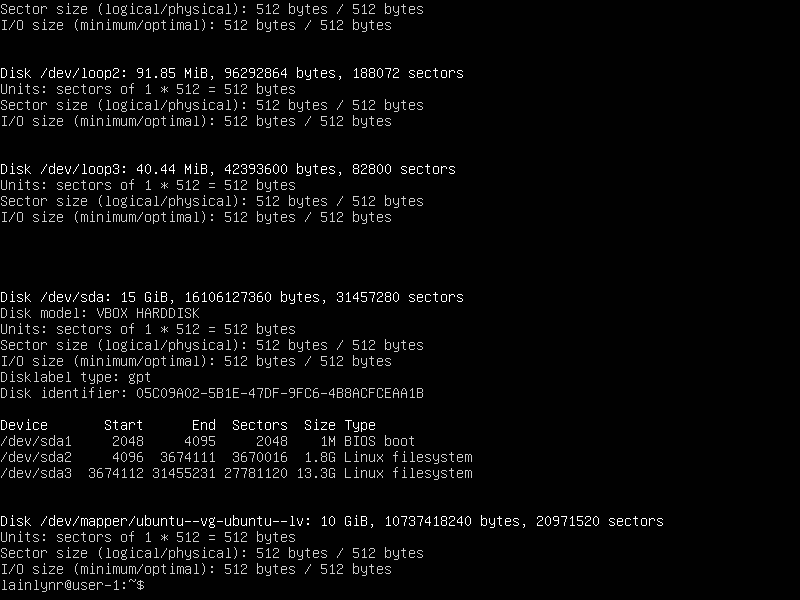 Sector size (logical/physical): 512 bytes / 512 bytes
I/O size (minimum/optimal): 512 bytes / 512 bytes
Disk /dev/loop2: 91.85 MiB, 96292864 bytes, 188072 sectors
Units: sectors of 1 * 512 = 512 bytes
Sector size (logical/physical): 512 bytes / 512 bytes
I/O size (minimum/optimal): 512 bytes / 512 bytes
Disk /dev/loop3: 40.44 MiB, 42393600 bytes, 82800 sectors
Units: sectors of 1 * 512 = 512 bytes
Sector size (logical/physical): 512 bytes / 512 bytes
I/O size (minimum/optimal): 512 bytes / 512 bytes
Disk /dev/sda: 15 GiB, 16106127360 bytes, 31457280 sectors
Disk model: VBOX HARDDISK
Units: sectors of 1 * 512 = 512 bytes
Sector size (logical/physical): 512 bytes / 512 bytes
I/O size (minimum/optimal): 512 bytes / 512 bytes
Disklabel type: gpt
Disk identifier: 05C09A02-5B1E-47DF-9FC6-4B8ACFCEAA1B
Device       Start      End  Sectors  Size Type
/dev/sda1     2048     4095     2048    1M BIOS boot
/dev/sda2     4096  3674111  3670016  1.8G Linux filesystem
/dev/sda3  3674112 31455231 27781120 13.3G Linux filesystem
Disk /dev/mapper/ubuntu--vg-ubuntu--lv: 10 GiB, 10737418240 bytes, 20971520 sectors
Units: sectors of 1 * 512 = 512 bytes
Sector size (logical/physical): 512 bytes / 512 bytes
I/O size (minimum/optimal): 512 bytes / 512 bytes
lainlynr@user-1:~$